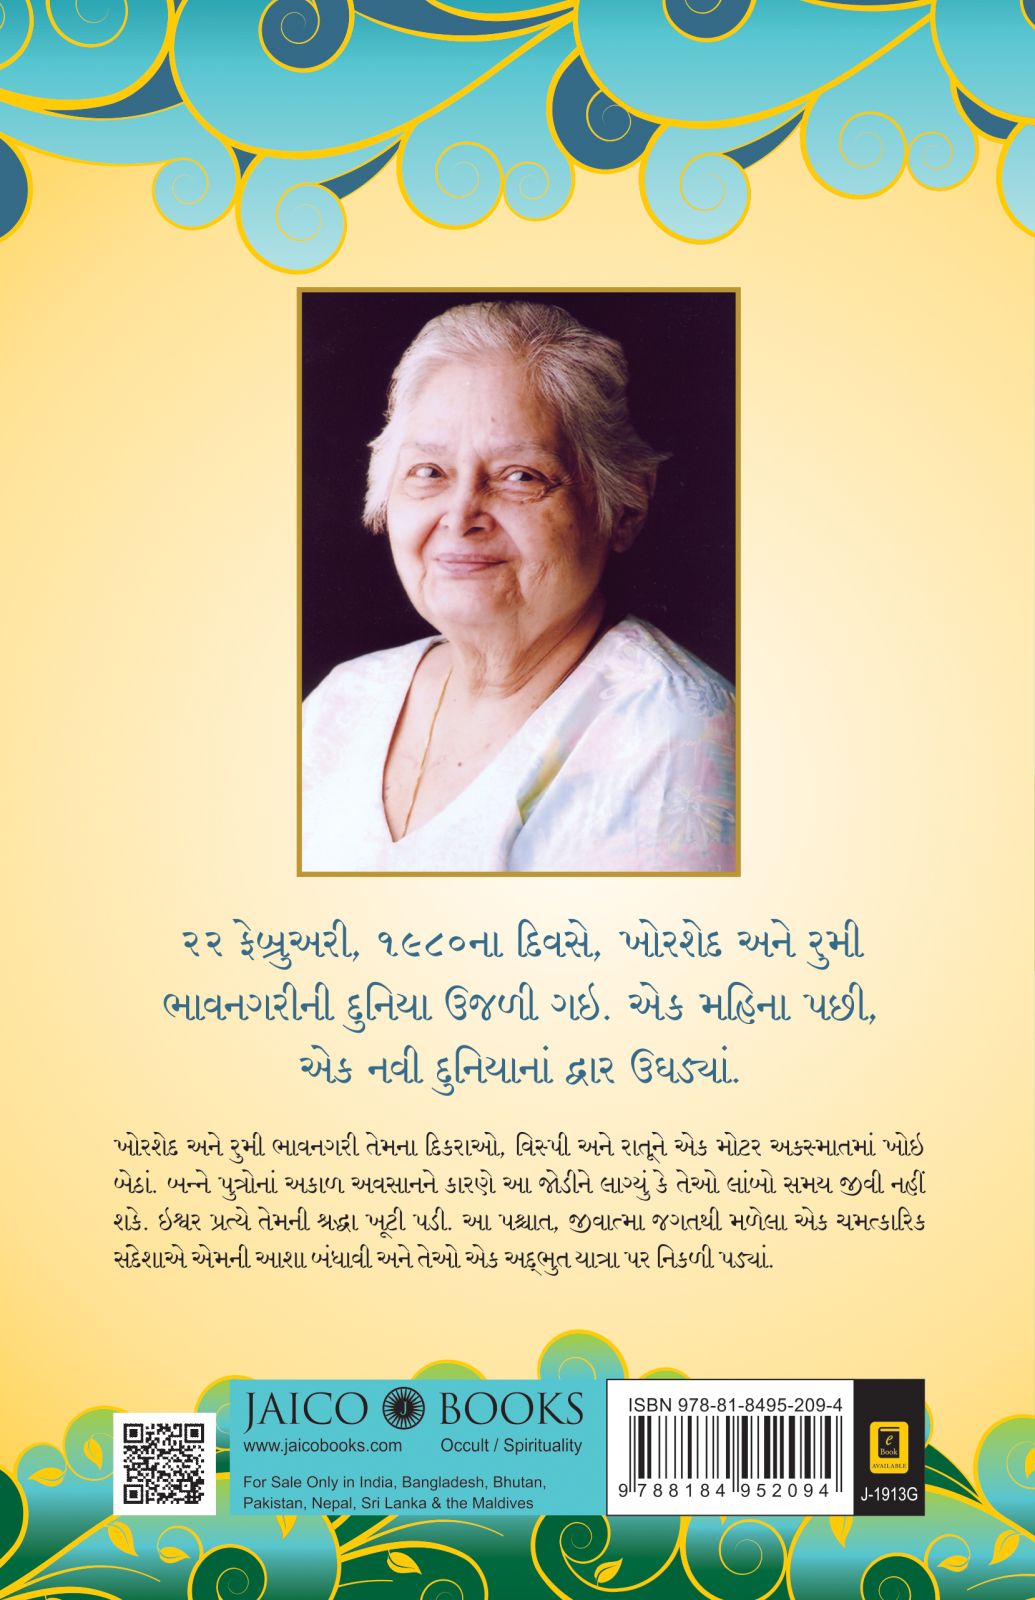 ૨૨ ફેબ્રુઅરી, ૧૯૮૦ના દિવસે, ખોરશેદ અને રુમી
ભાવનગરીની દુનિયા ઉજળી ગઇ. એક મહિના પછી,
એક નવી દુનિયાનાં દ્વાર ઉઘડ્યાં.
ખોરશેદ અને રુમી ભાવનગરી તેમના દિકરાઓ, વિસ્પી અને રાતૂને એક મોટર અકસ્માતમાં ખોઇ
બેઠાં. બન્ને પુત્રોનાં અકાળ અવસાનને કારણે આ જોડીને લાગ્યું કે તેઓ લાંબો સમય જીવી નહીં
શકે. ઇશ્વર પ્રત્યે તેમની શ્રદ્ધા ખૂટી પડી. આ પશ્ચાત, જીવાત્મા જગતથી મળેલા એક ચમત્કારિક
સંદેશાએ એમની આશા બંધાવી અને તેઓ એક અદ્ભુત યાત્રા પર નિકળી પડ્યાં.
JAICO J BOOKS
www.jaicobooks.com Occult / Spirituality
For Sale Only in India, Bangladesh, Bhutan,
Pakistan, Nepal, Sri Lanka & the Maldives
ISBN 978-81-8495-209-4
9 788184 952094
e
Book
AVAILABLE
J-1913G